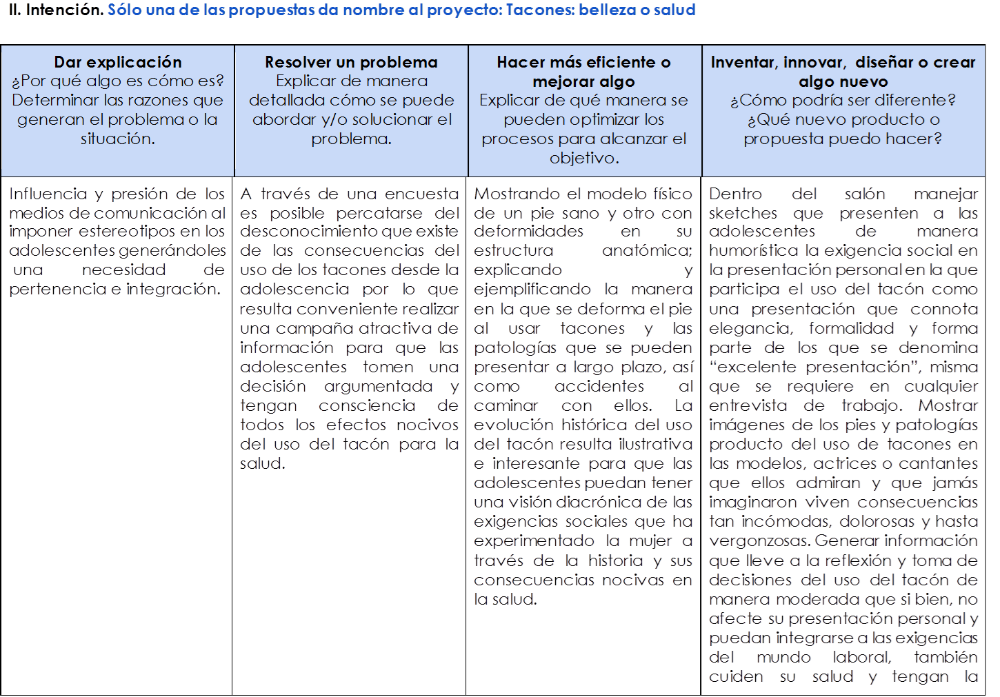 II. Intención. Sólo una de las propuestas da nombre al proyecto: Tacones: belleza o salud
Dar explicación
¿Por qué algo es cómo es?
Determinar las razones que
generan el problema o la
situación.
Resolver un problema
Explicar de manera
detallada cómo se puede
abordar y/o solucionar el
problema.
Hacer más eficiente o
mejorar algo
Explicar de qué manera se
pueden optimizar los
procesos para alcanzar el
objetivo.
Inventar, innovar, diseñar o crear
algo nuevo
¿Cómo podría ser diferente?
¿Qué nuevo producto o
propuesta puedo hacer?
Influencia y presión de los
medios de comunicación al
imponer estereotipos en los
adolescentes generándoles
una necesidad de
pertenencia e integración.
A través de una encuesta
es posible percatarse del
desconocimiento que existe
de las consecuencias del
uso de los tacones desde la
adolescencia por lo que
resulta conveniente realizar
una campaña atractiva de
información para que las
adolescentes tomen una
decisión argumentada y
tengan consciencia de
todos los efectos nocivos
del uso del tacón para la
salud.
Mostrando el modelo físico
de un pie sano y otro con
deformidades en su
estructura anatómica;
explicando y
ejemplificando la manera
en la que se deforma el pie
al usar tacones y las
patologías que se pueden
presentar a largo plazo, así
como accidentes al
caminar con ellos. La
evolución histórica del uso
del tacón resulta ilustrativa
e interesante para que las
adolescentes puedan tener
una visión diacrónica de las
exigencias sociales que ha
experimentado la mujer a
través de la historia y sus
consecuencias nocivas en
la salud.
Dentro del salón manejar
sketches que presenten a las
adolescentes de manera
humorística la exigencia social en
la presentación personal en la que
participa el uso del tacón como
una presentación que connota
elegancia, formalidad y forma
parte de los que se denomina
“excelente presentación”, misma
que se requiere en cualquier
entrevista de trabajo. Mostrar
imágenes de los pies y patologías
producto del uso de tacones en
las modelos, actrices o cantantes
que ellos admiran y que jamás
imaginaron viven consecuencias
tan incómodas, dolorosas y hasta
vergonzosas. Generar información
que lleve a la reflexión y toma de
decisiones del uso del tacón de
manera moderada que si bien, no
afecte su presentación personal y
puedan integrarse a las exigencias
del mundo laboral, también
cuiden su salud y tengan la